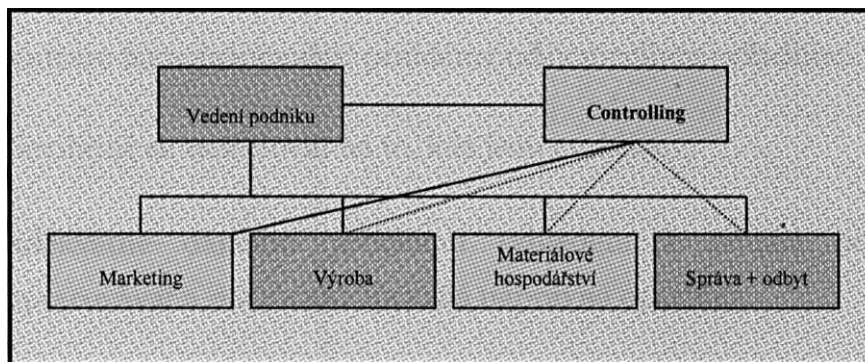 Vedení podniku
Controlling
Marketing
Výroba
Materiálové
hospodářství
Správa + odbyt